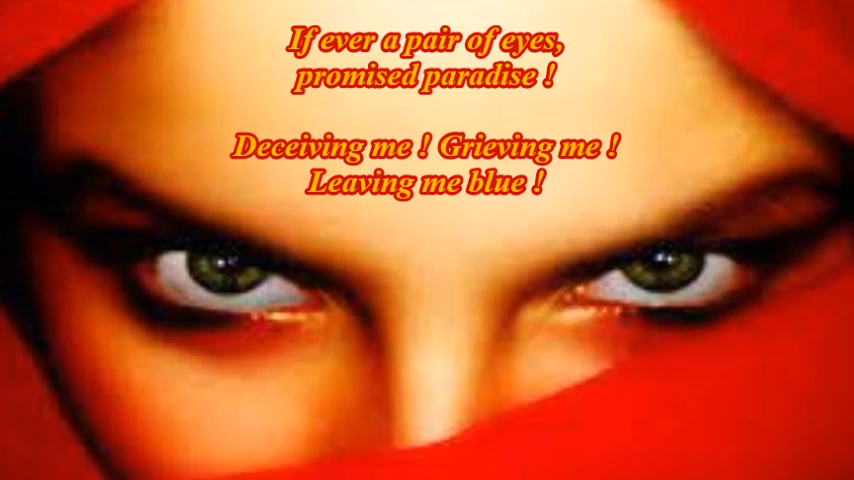 If ever a pair of eyes,
promised paradise !
Deceiving me ! Grieving me !
Leaving me blue !